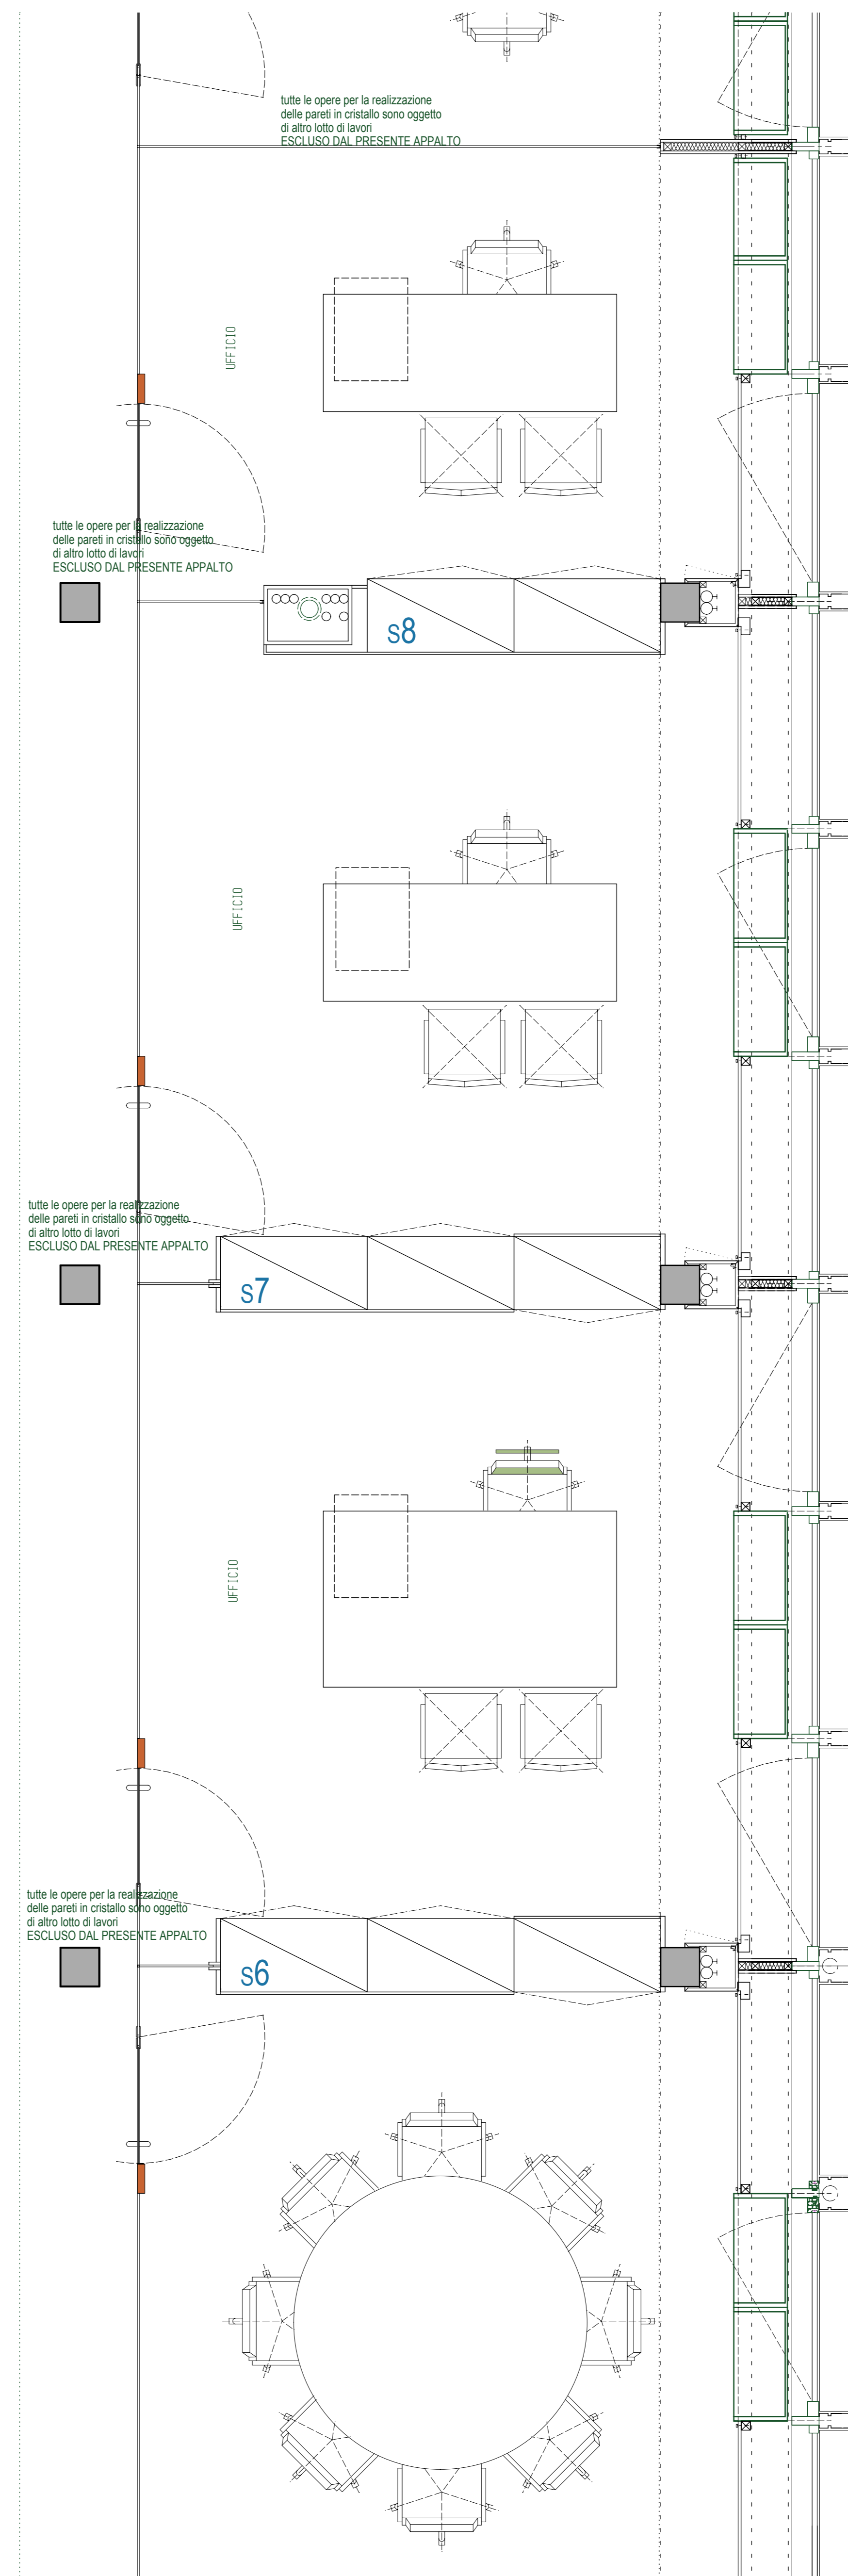 tutte le opere per la realizzazione
delle pareti in cristallo sono oggetto
di altro lotto di lavori
ESCLUSO DAL PRESENTE APPALTO
UFFICIO
tutte le opere per la realizzazione
delle pareti in cristello sono oggetto
di altro lotto di lavori
ESCLUSO DAL PRESENTE APPALTO
s8
UFFICIO
tutte le opere per la realizzazione
delle pareti in cristallo sono oggetto
di altro lotto di lavori
ESCLUSO DAL PRESENTE APPALTO
s7
UFFICIO
tutte le opere per la realizzazione
delle pareti in cristallo sono oggetto
di altro lotto di lavori
ESCLUSO DAL PRESENTE APPALTO
s6